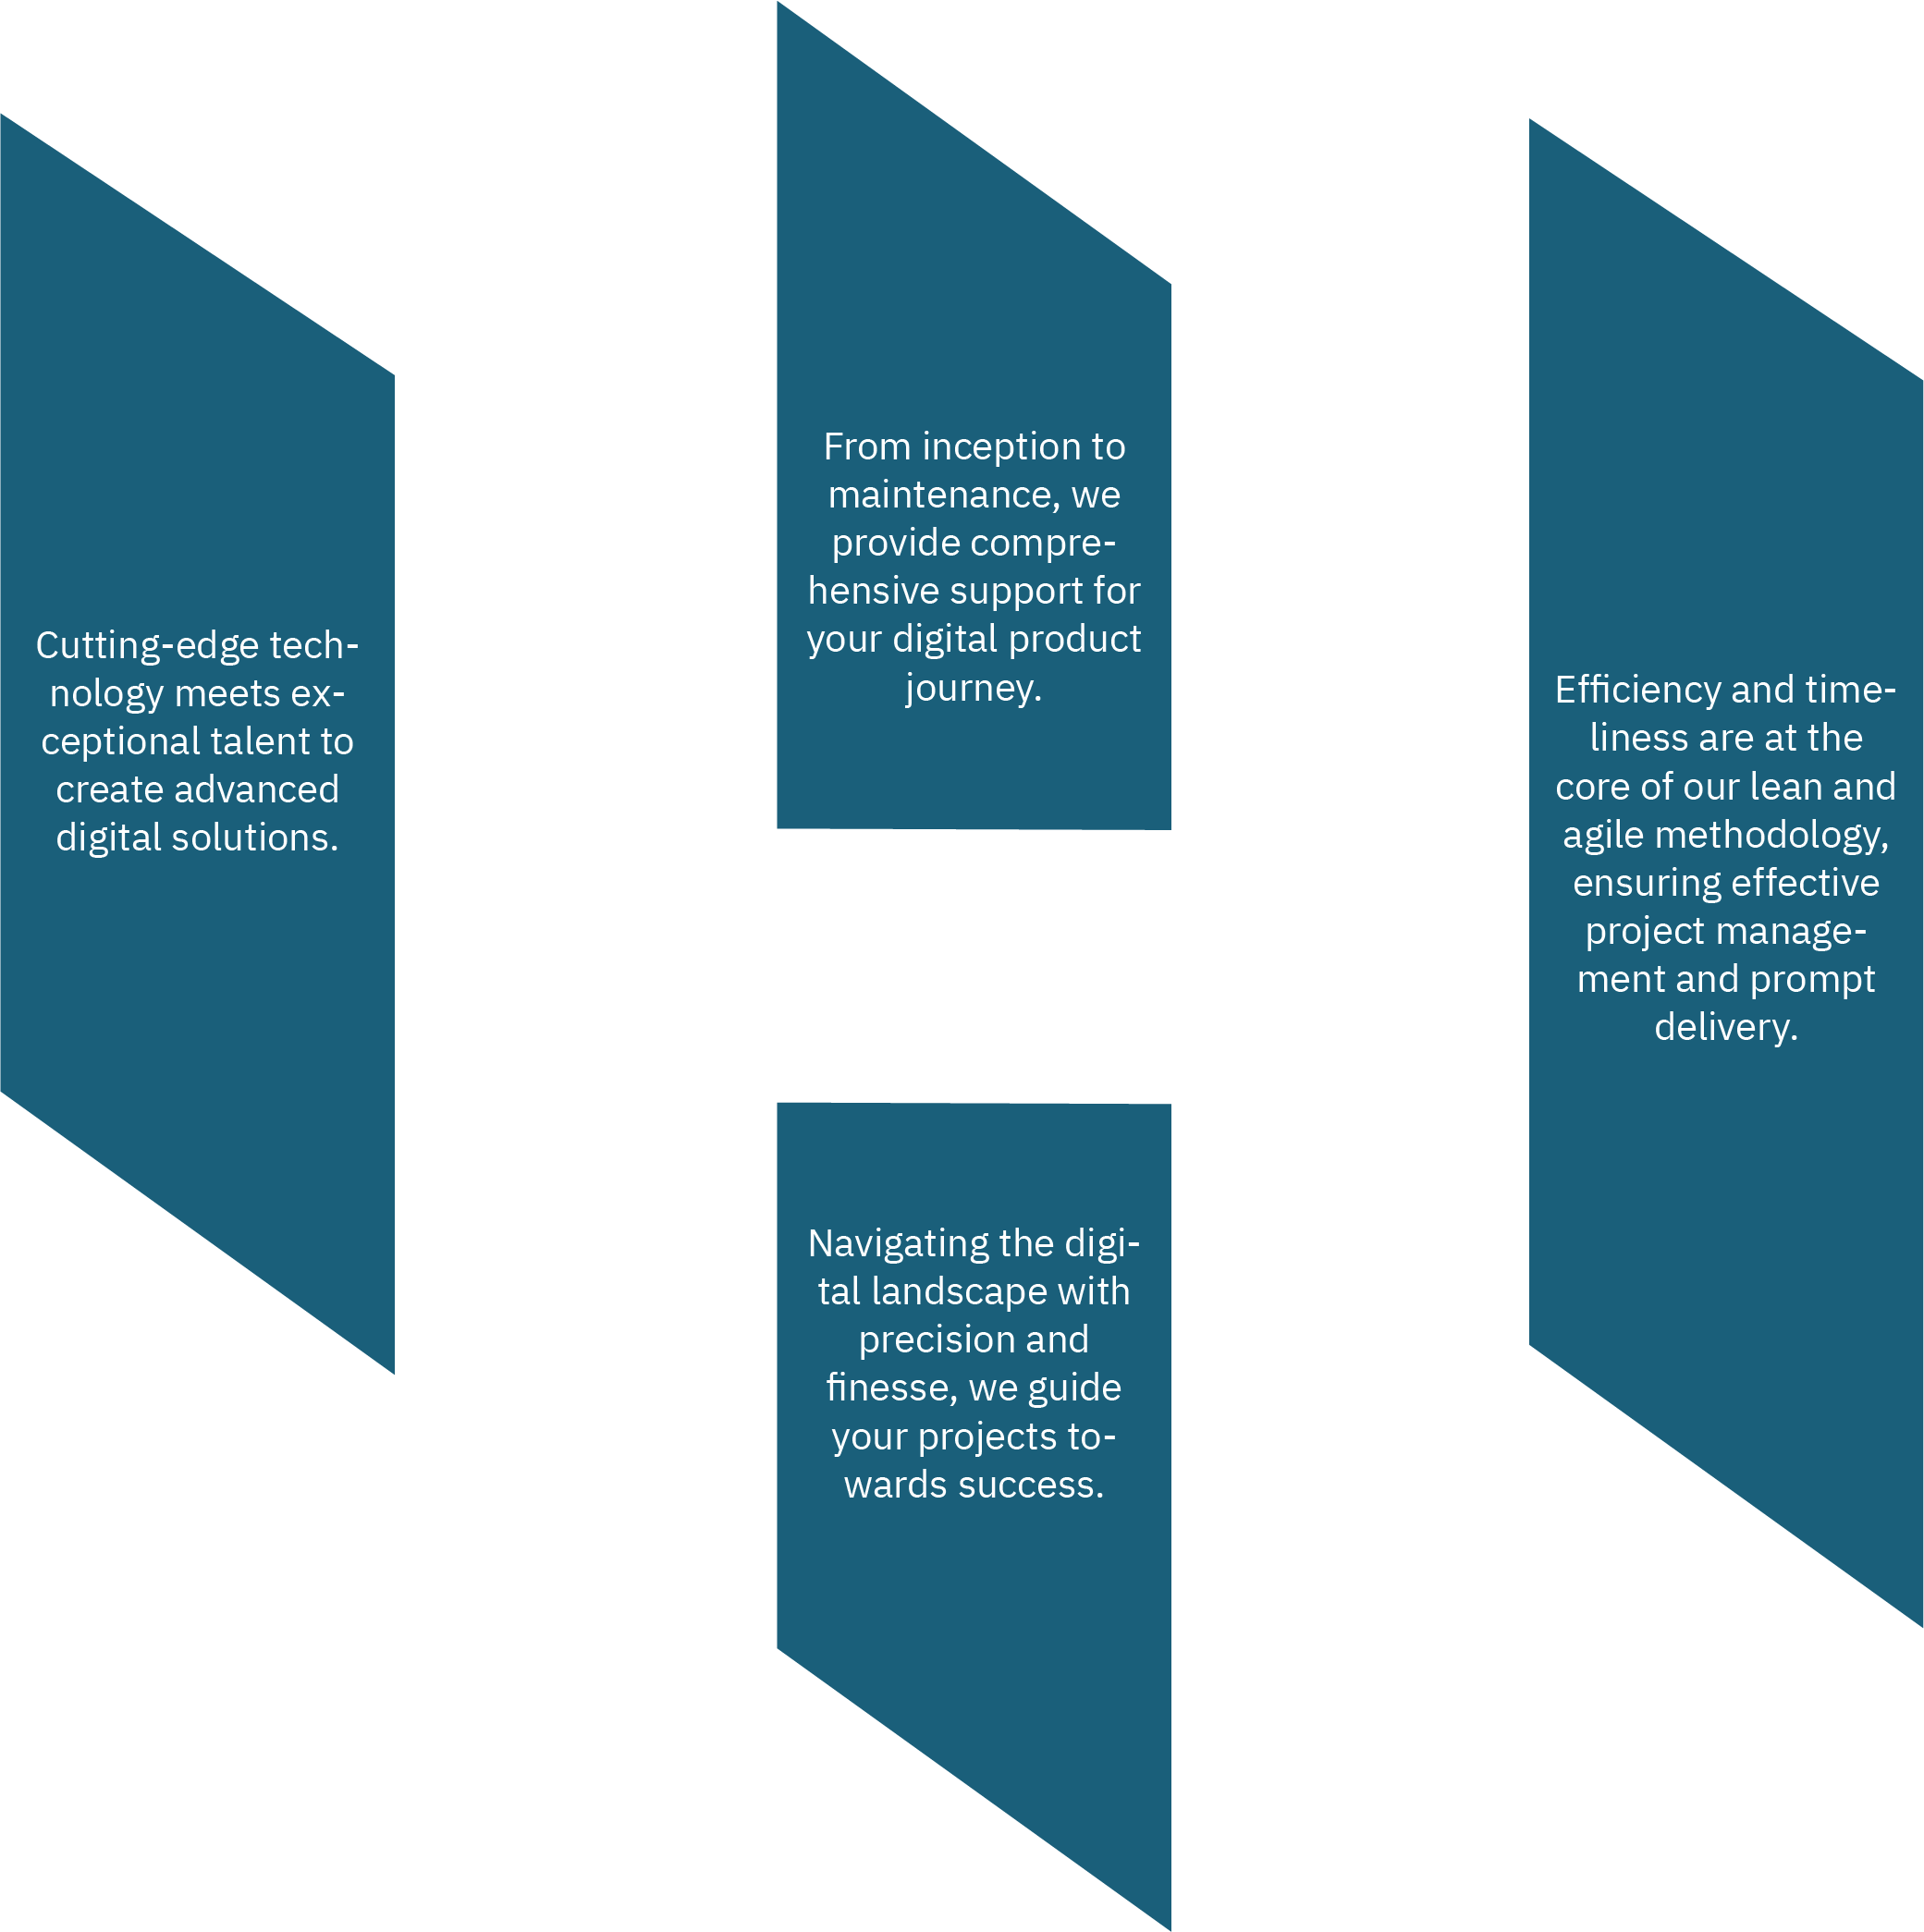 Cutting-edge tech-
nology meets ex-
ceptional talent to
create advanced
digital solutions.
From inception to
maintenance, we
provide compre-
hensive support for
your digital product
journey.
Navigating the digi-
tal landscape with
precision and
finesse, we guide
your projects to-
wards success.
Efficiency and time-
liness are at the
core of our lean and
agile methodology,
ensuring effective
project manage-
ment and prompt
delivery.